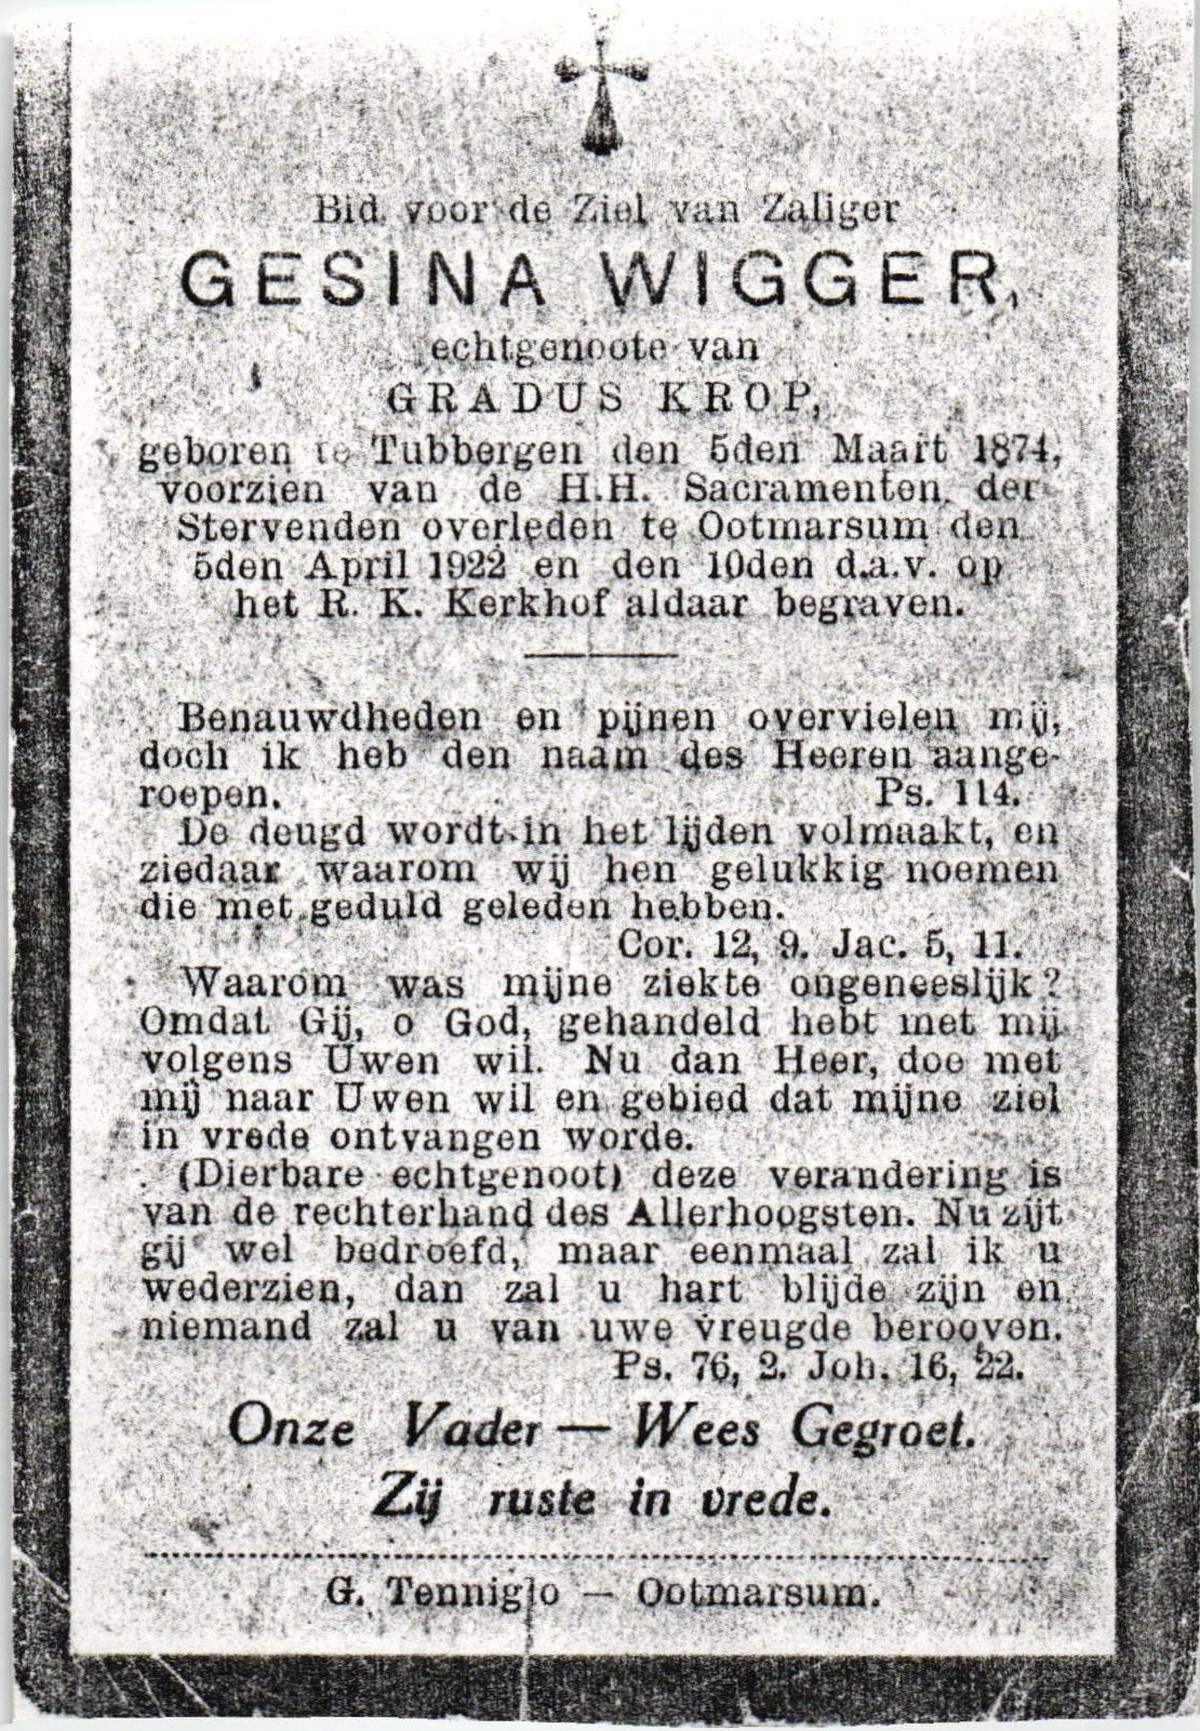 Bid voor de Ziel van Zaliger
GESINA WIGGER,
echtgenoote van
GRADUS KROP,
geboren te Tubbergen den 5den Maart 1874,
voorzien van de H.H. Sacramenten der
Stervenden overleden te Ootmarsum den
5den April 1922 en den 10den d.a.v. op
het R. K. Kerkhof aldaar begraven.
Benauwdheden en pijnen overvielen mij,
doch ik heb den naam des Heeren aange-
roepen. Ps. 114.
De deugd wordt in het lijden volmaakt, en
ziedaar waarom wij hen gelukkig noemen
die met geduld geleden hebben.
Cor. 12, 9. Jac. 5, 11.
Waarom was mijne ziekte ongeneeslijk?
Omdat Gij, o God, gehandeld hebt met mij
volgens Uwen wil. Nu dan Heer, doe met
mij naar Uwen wil en gebied dat mijne ziel
in vrede ontvangen worde.
(Dierbare echtgenoot) deze verandering is
van de rechterhand des Allerhoogsten. Nu zijt
gij wel bedroefd, maar eenmaal zal ik u
wederzien, dan zal u hart blijde zijn en
niemand zal u van uwe vreugde berooven.
Ps. 76, 2. Joh. 16, 22.
Onze Vader — Wees Gegroet.
Zij ruste in vrede.
G. Tenniglo — Ootmarsum.